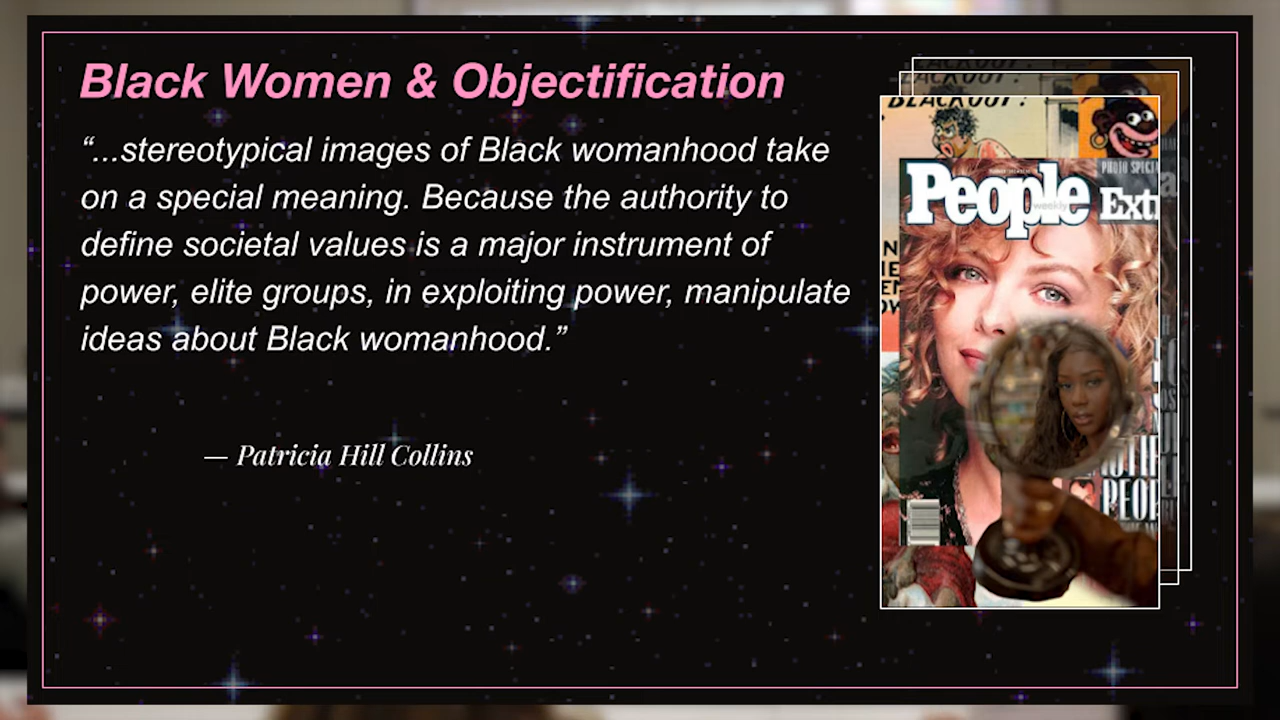 Black Women & Objectification
“...stereotypical images of Black womanhood take
on a special meaning. Because the authority to
define societal values is a major instrument of
power, elite groups, in exploiting power, manipulate
ideas about Black womanhood.”
— Patricia Hill Collins
BLACKOUT?
PHOTO
People
weekly